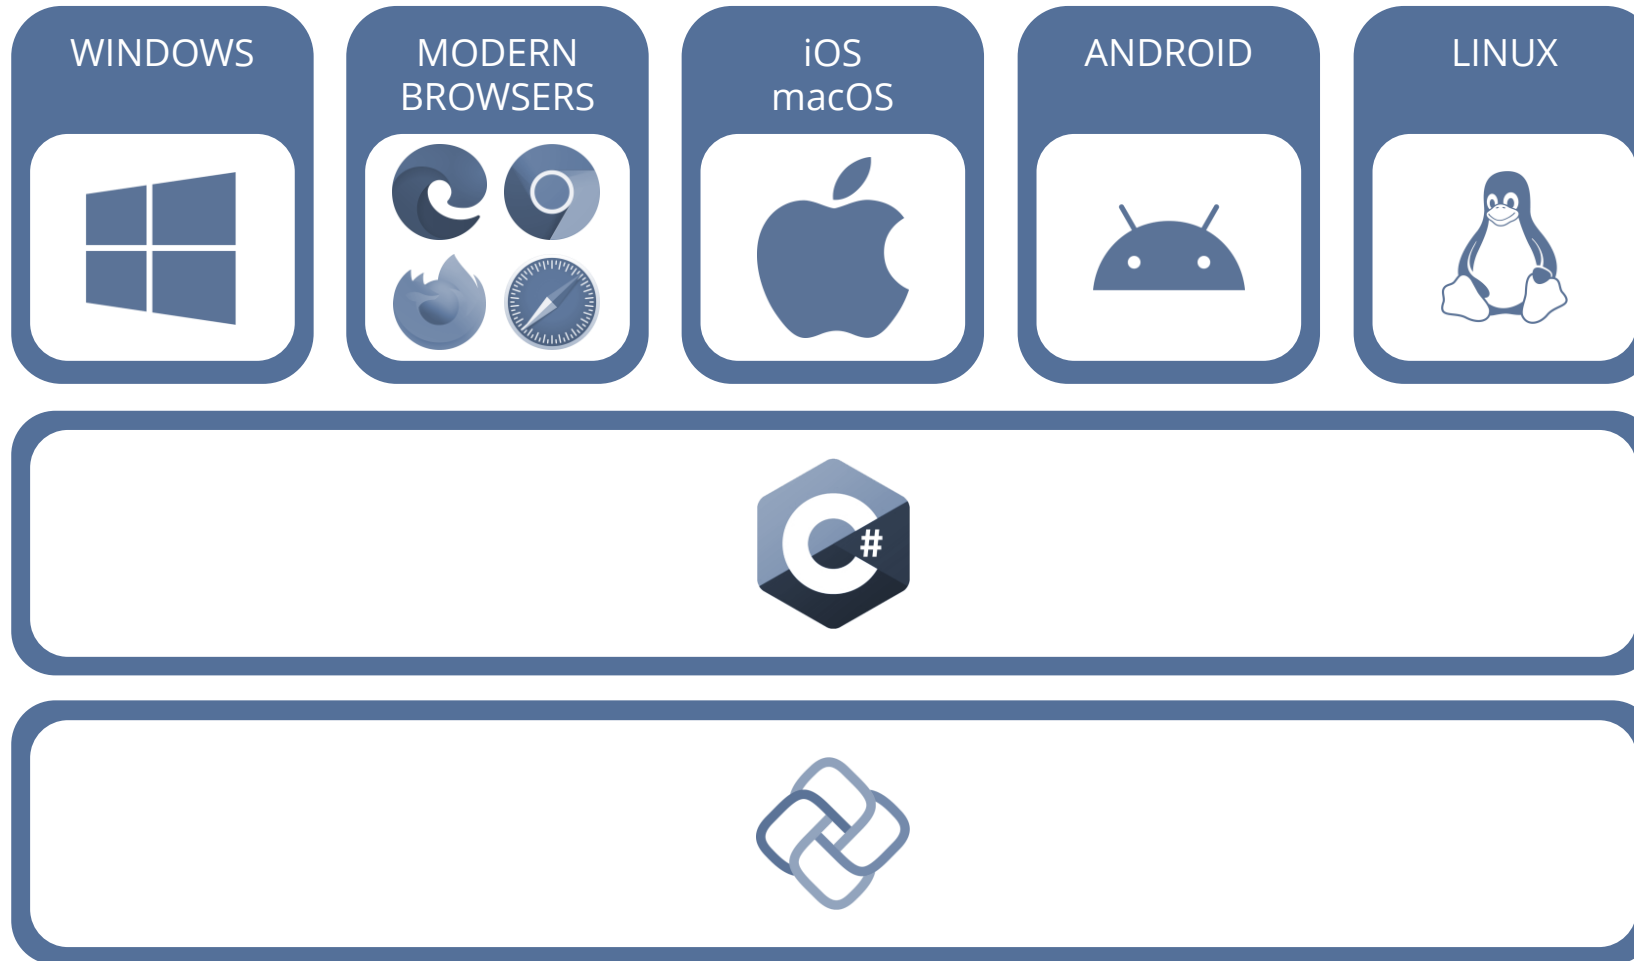 WINDOWS
MODERN
BROWSERS
iOS
macOS
ANDROID
LINUX
C#